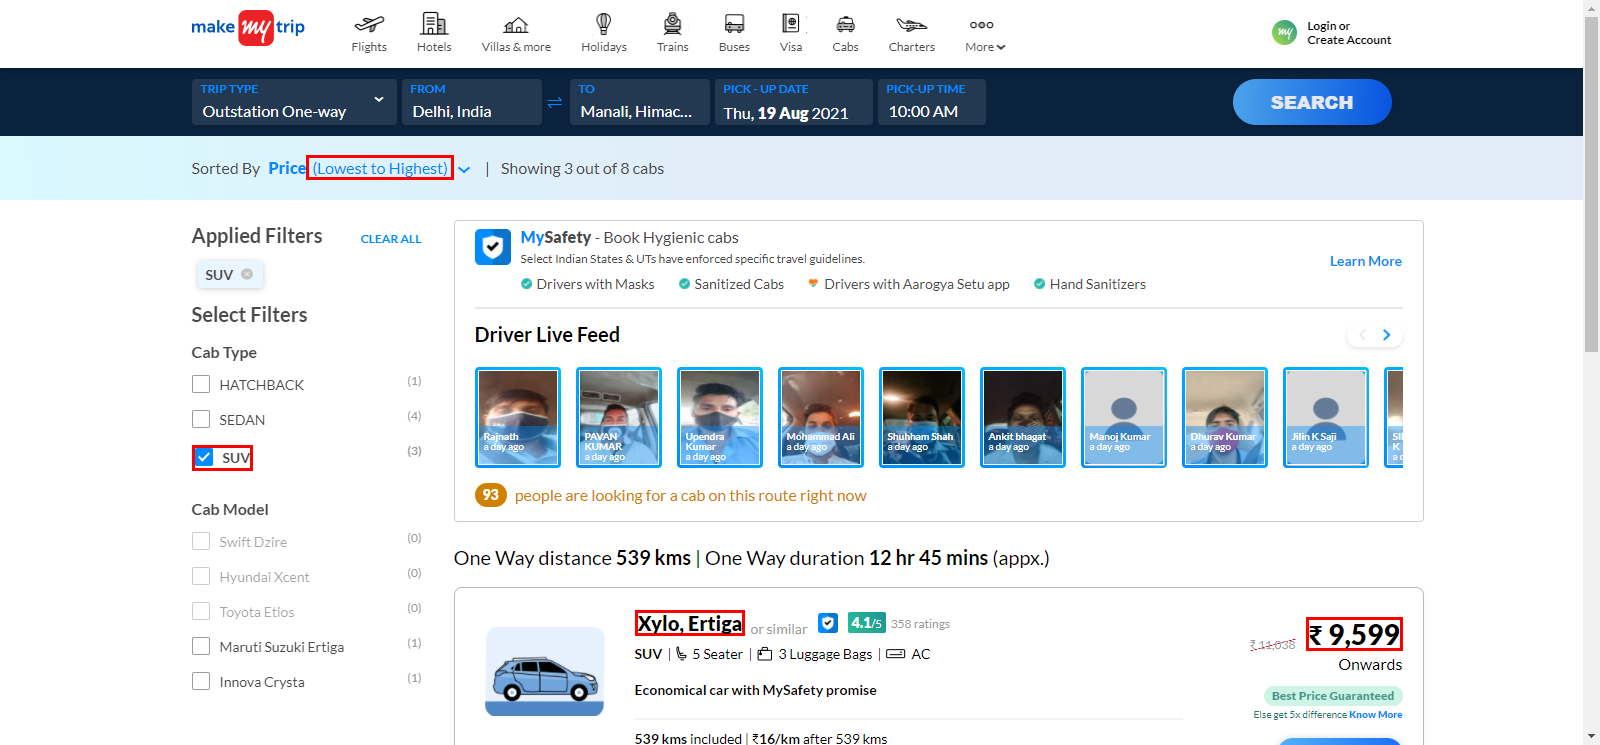 make my trip
Flights
Hotels
Villas & more
Holidays
Trains
Buses
Visa
Cabs
Charters
More
my
Login or
Create Account
TRIP TYPE
Outstation One-way
FROM
Delhi, India
TO
Manali, Himac...
PICK - UP DATE
Thu, 19 Aug 2021
PICK-UP TIME
10:00 AM
SEARCH
Sorted By Price (Lowest to Highest) | Showing 3 out of 8 cabs
Applied Filters CLEAR ALL
SUV
Select Filters
Cab Type
HATCHBACK (1)
SEDAN (4)
SUV (3)
Cab Model
Swift Dzire (0)
Hyundai Xcent (0)
Toyota Etios (0)
Maruti Suzuki Ertiga (1)
Innova Crysta (1)
MySafety - Book Hygienic cabs
Select Indian States & UTs have enforced specific travel guidelines.
Learn More
Drivers with Masks Sanitized Cabs Drivers with Aarogya Setu app Hand Sanitizers
Driver Live Feed
Rajnath
a day ago
PAVAN
KUMAR
a day ago
Upendra
Kumar
a day ago
Mohammad Ali
a day ago
Shuhham Shah
a day ago
Ankit bhagat
a day ago
Manoj Kumar
a day ago
Dhurav Kumar
a day ago
Jilin K Saji
a day ago
93 people are looking for a cab on this route right now
One Way distance 539 kms | One Way duration 12 hr 45 mins (appx.)
Xylo, Ertiga or similar 4.1/5 358 ratings
SUV | 5 Seater | 3 Luggage Bags | AC
Economical car with MySafety promise
539 kms included | ₹16/km after 539 kms
₹ 11,038 ₹ 9,599
Onwards
Best Price Guaranteed
Else get 5x difference Know More